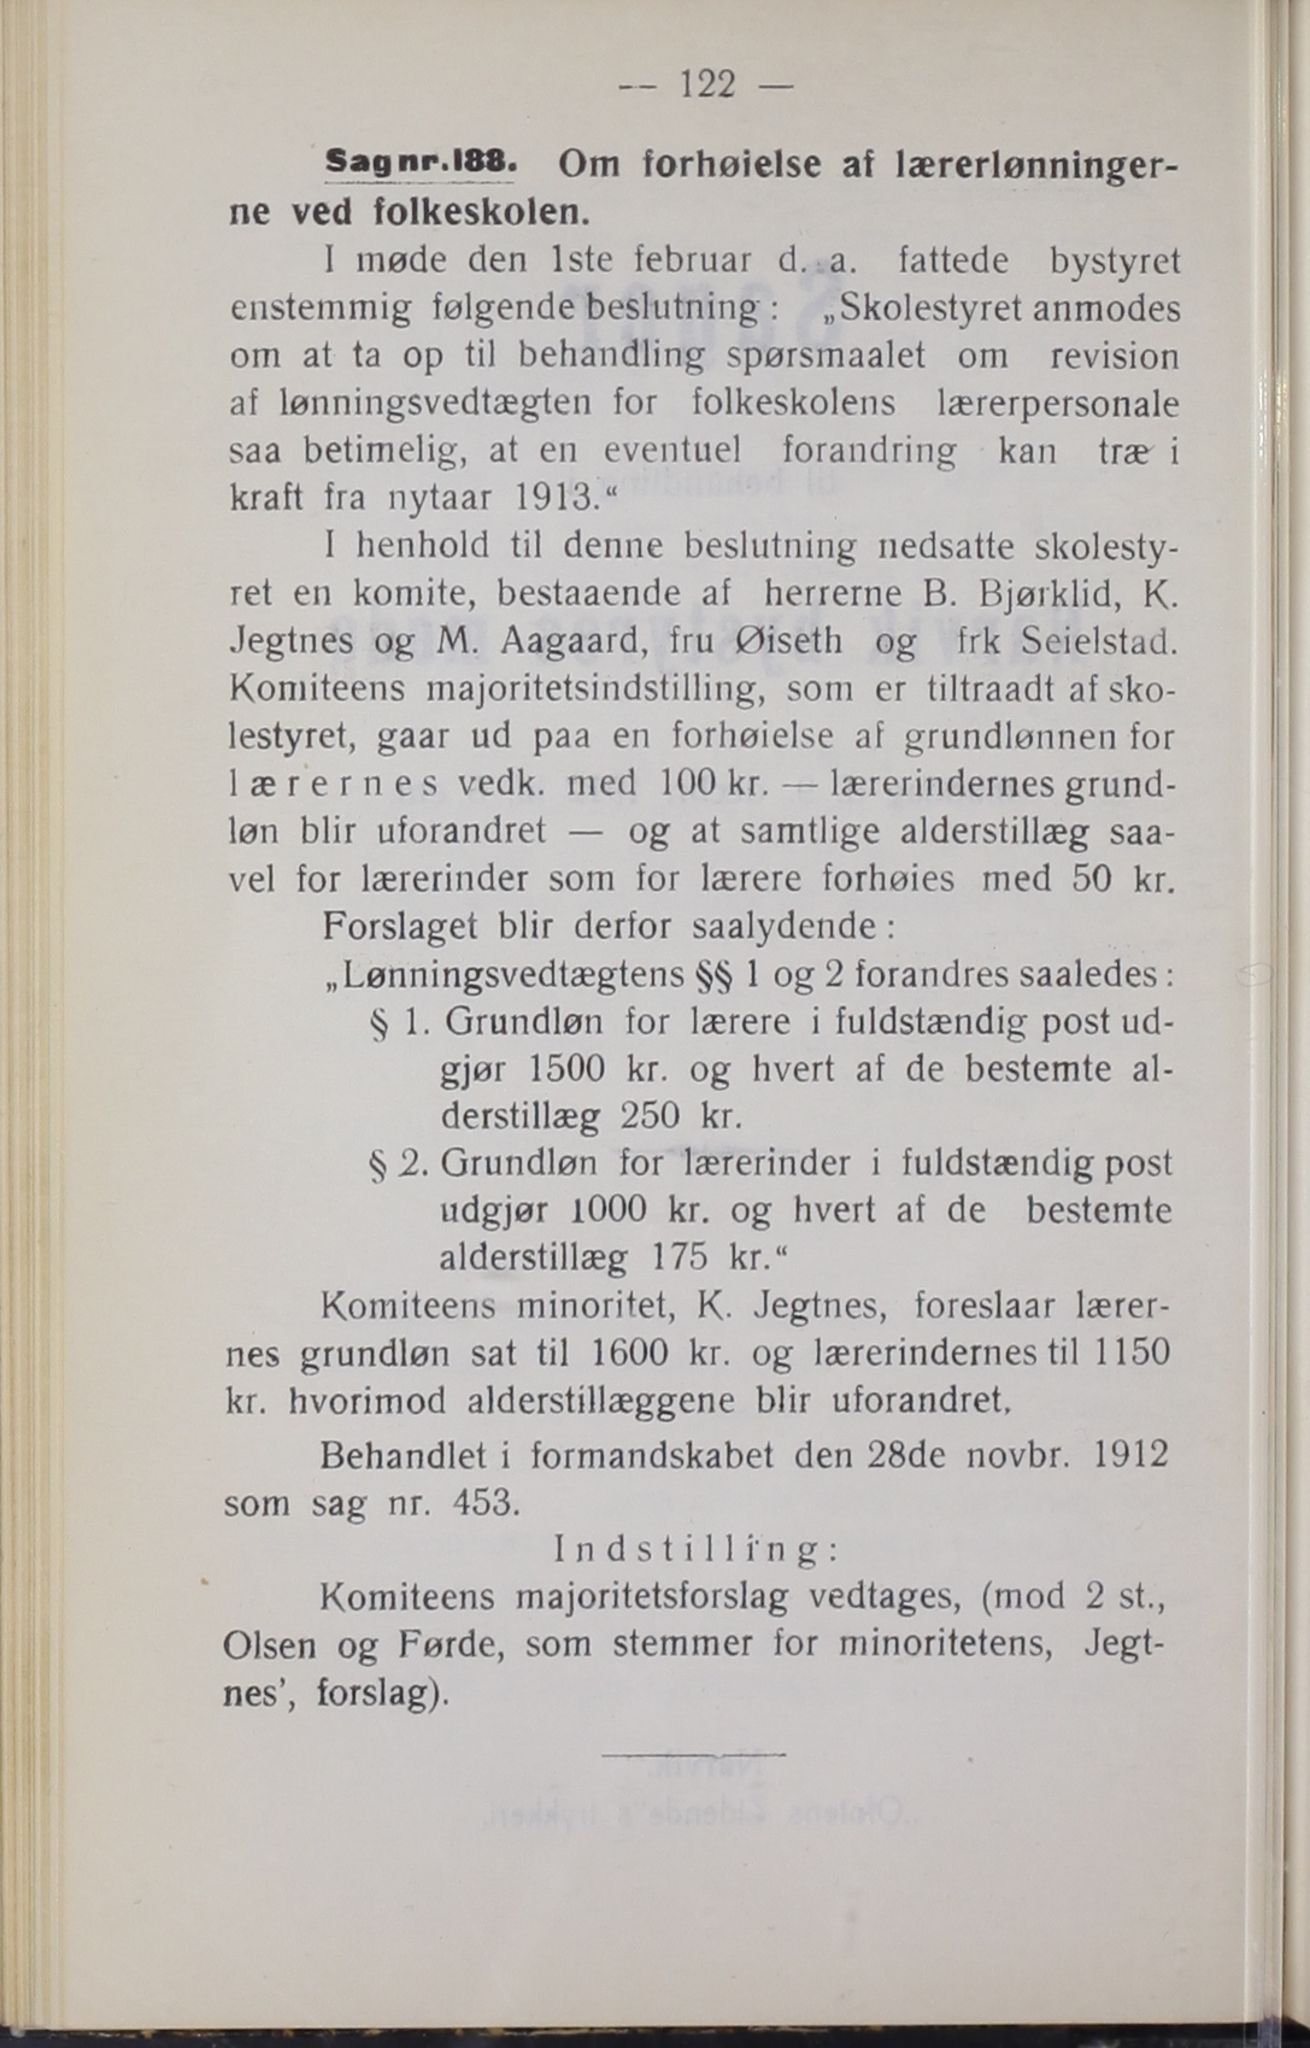 — 122 —
Sag nr. 188. Om forhøielse af lærerlønninger-
ne ved folkeskolen.
I møde den 1ste februar d. a. fattede bystyret
enstemmig følgende beslutning : „Skolestyret anmodes
om at ta op til behandling spørsmaalet om revision
af lønningsvedtægten for folkeskolens lærerpersonale
saa betimelig, at en eventuel forandring kan træ i
kraft fra nytaar 1913.“
I henhold til denne beslutning nedsatte skolesty-
ret en komite, bestaaende af herrerne B. Bjørklid, K.
Jegtnes og M. Aagaard, fru Øiseth og frk Seielstad.
Komiteens majoritetsindstilling, som er tiltraadt af sko-
lestyret, gaar ud paa en forhøielse af grundlønnen for
lærernes vedk. med 100 kr. — lærerindernes grund-
løn blir uforandret — og at samtlige alderstillæg saa-
vel for lærerinder som for lærere forhøies med 50 kr.
Forslaget blir derfor saalydende :
„Lønningsvedtægtens §§ 1 og 2 forandres saaledes :
§ 1. Grundløn for lærere i fuldstændig post ud-
gjør 1500 kr. og hvert af de bestemte al-
derstillæg 250 kr.
§ 2. Grundløn for lærerinder i fuldstændig post
udgjør 1000 kr. og hvert af de bestemte
alderstillæg 175 kr.“
Komiteens minoritet, K. Jegtnes, foreslaar lærer-
nes grundløn sat til 1600 kr. og lærerindernes til 1150
kr. hvorimod alderstillæggene blir uforandret.
Behandlet i formandskabet den 28de novbr. 1912
som sag nr. 453.
Indstilling:
Komiteens majoritetsforslag vedtages, (mod 2 st.,
Olsen og Førde, som stemmer for minoritetens, Jegt-
nes', forslag).